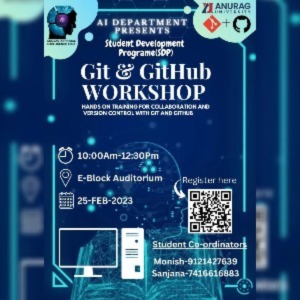 AI DEPARTMENT
PRESENTS
ANURAG
UNIVERSITY
Student Development
Programe(SDP)
Git & GitHub
WORKSHOP
HANDS ON TRAINING FOR COLLABORATION AND
VERSION CONTROL WITH GIT AND GITHUB
10:00Am-12:30Pm
E-Block Auditorium
Register here
25-FEB-2023
Student Co-ordinators
Monish-9121427639
Sanjana-7416616883